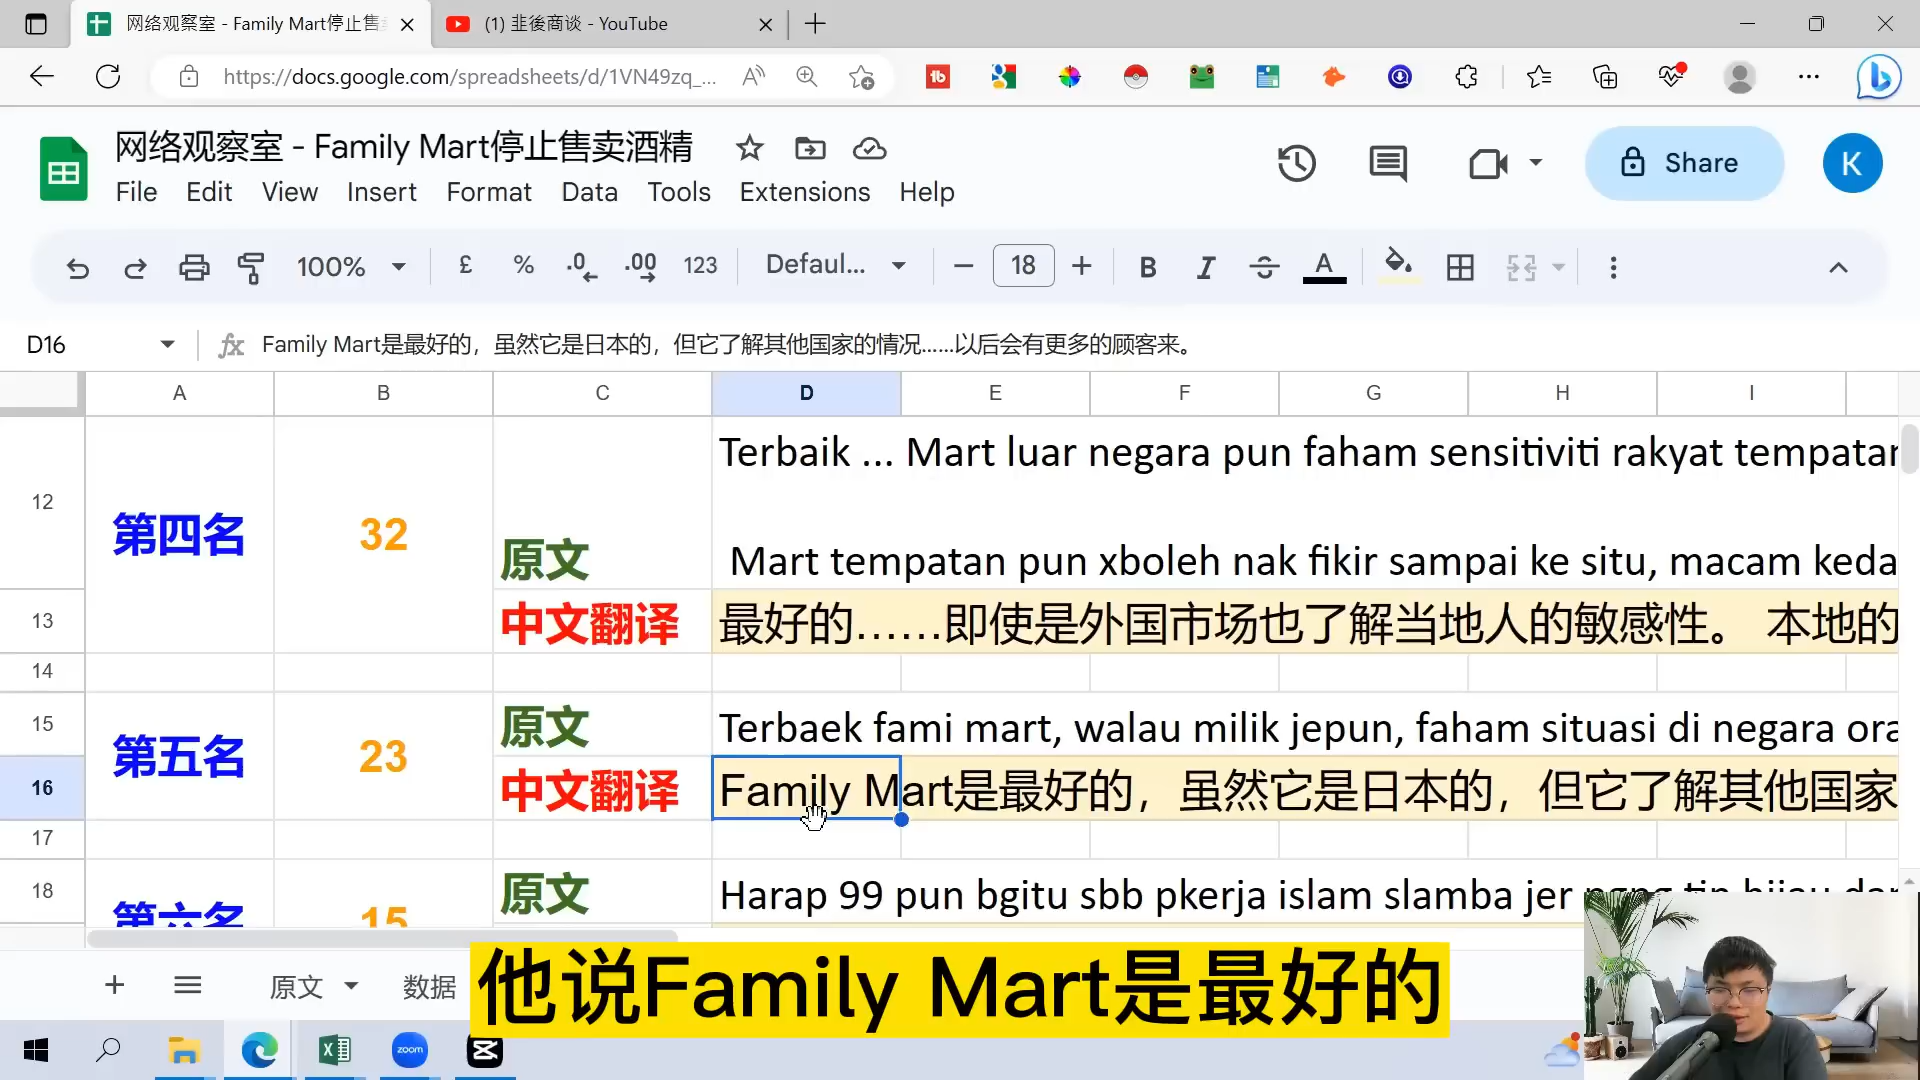 网络观察室 - Family Mart停止售
(1) 韭後商谈 - YouTube
https://docs.google.com/spreadsheets/d/1VN49zq_...
网络观察室 - Family Mart停止售卖酒精
File Edit View Insert Format Data Tools Extensions Help
Share
K
100% £ % .0 .00 123 Defaul... 18 B I A
D16 fx Family Mart是最好的，虽然它是日本的，但它了解其他国家的情况……以后会有更多的顾客来。
A B C D E F G H I
12 第四名 32 原文 Terbaik ... Mart luar negara pun faham sensitiviti rakyat tempatan
Mart tempatan pun xboleh nak fikir sampai ke situ, macam keda
13 中文翻译 最好的……即使是外国市场也了解当地人的敏感性。 本地的
14
15 第五名 23 原文 Terbaek fami mart, walau milik jepun, faham situasi di negara ora
16 中文翻译 Family Mart是最好的，虽然它是日本的，但它了解其他国家
17
18 第六名 15 原文 Harap 99 pun bgitu sbb pkerja islam slamba jer
原文 数据
他说Family Mart是最好的
zoom